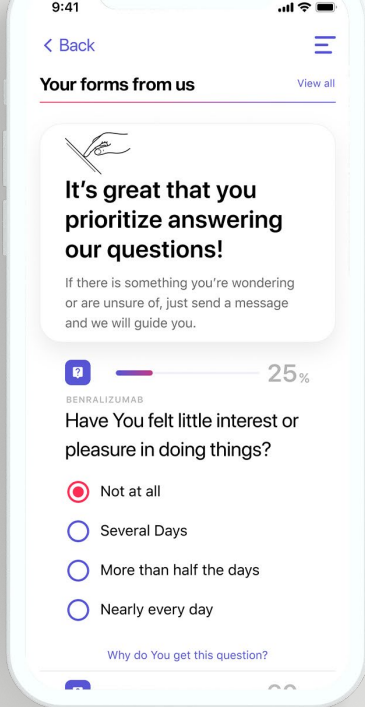 9:41
Back
Your forms from us
View all
It's great that you
prioritize answering
our questions!
If there is something you're wondering
or are unsure of, just send a message
and we will guide you.
25%
BENRALIZUMAB
Have You felt little interest or
pleasure in doing things?
Not at all
Several Days
More than half the days
Nearly every day
Why do You get this question?